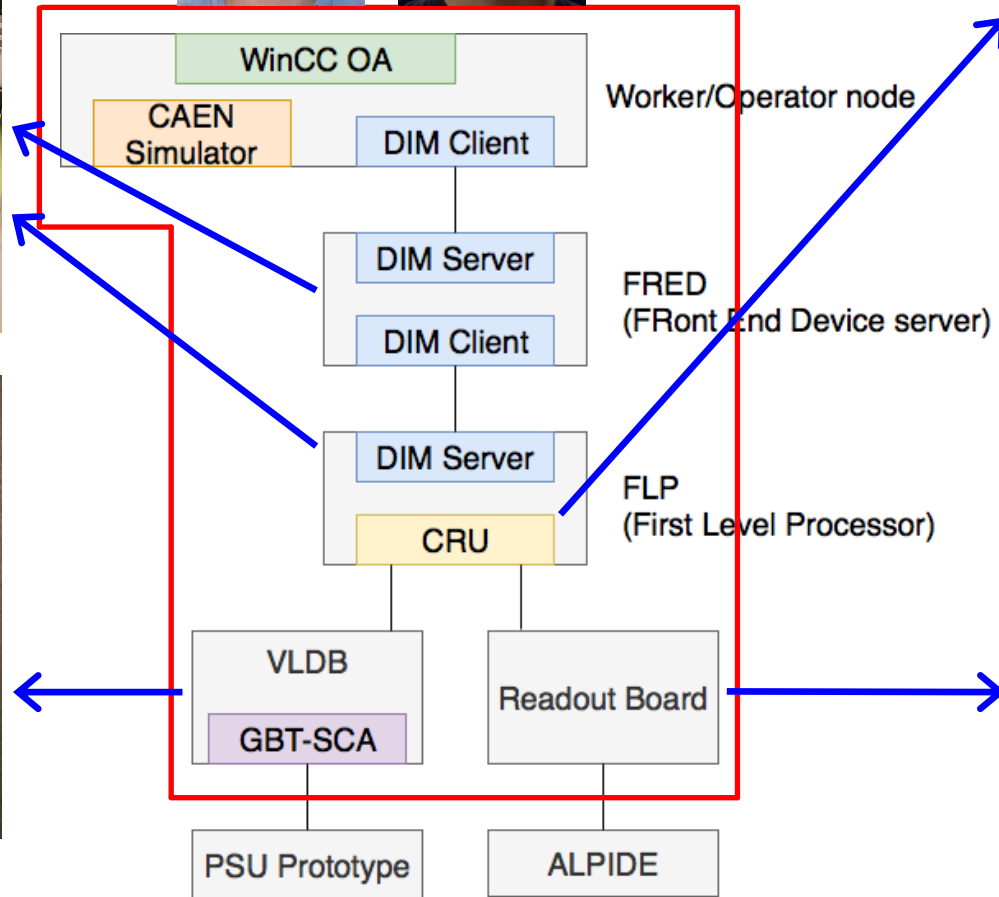 WinCC OA
CAEN
Simulator
DIM Client
Worker/Operator node
DIM Server
DIM Client
FRED
(FRont End Device server)
DIM Server
CRU
FLP
(First Level Processor)
VLDB
GBT-SCA
Readout Board
PSU Prototype
ALPIDE